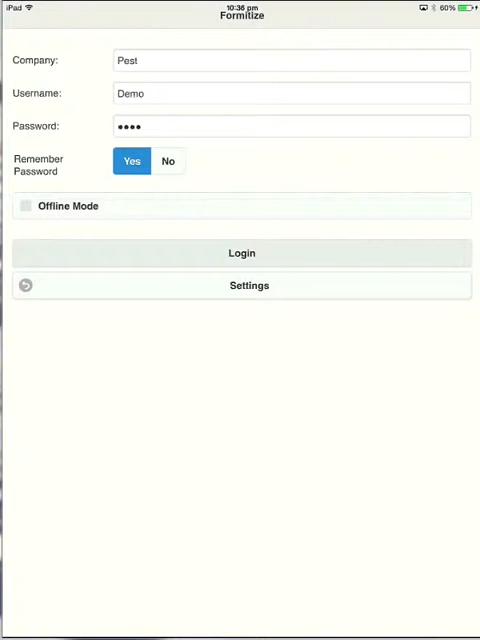 iPad 10:36 pm 60%
Formitize
Company: Pest
Username: Demo
Password: ••••
Remember Password Yes No
Offline Mode
Login
Settings